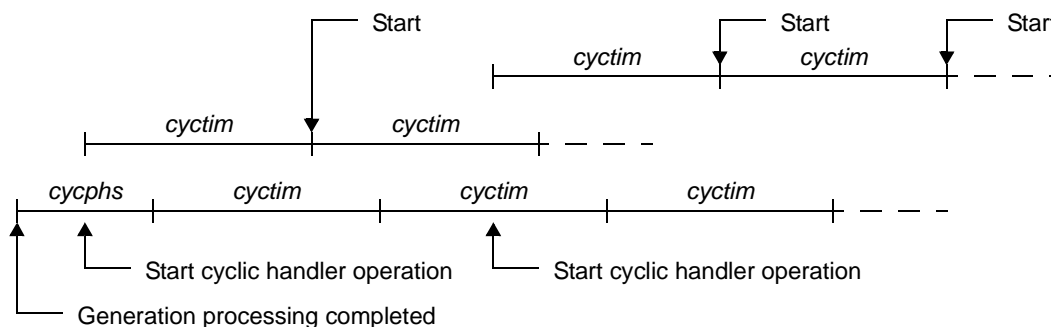 Start
Start
Start
cyctim
cyctim
cyctim
cyctim
cycphs
cyctim
cyctim
cyctim
Start cyclic handler operation
Start cyclic handler operation
Generation processing completed